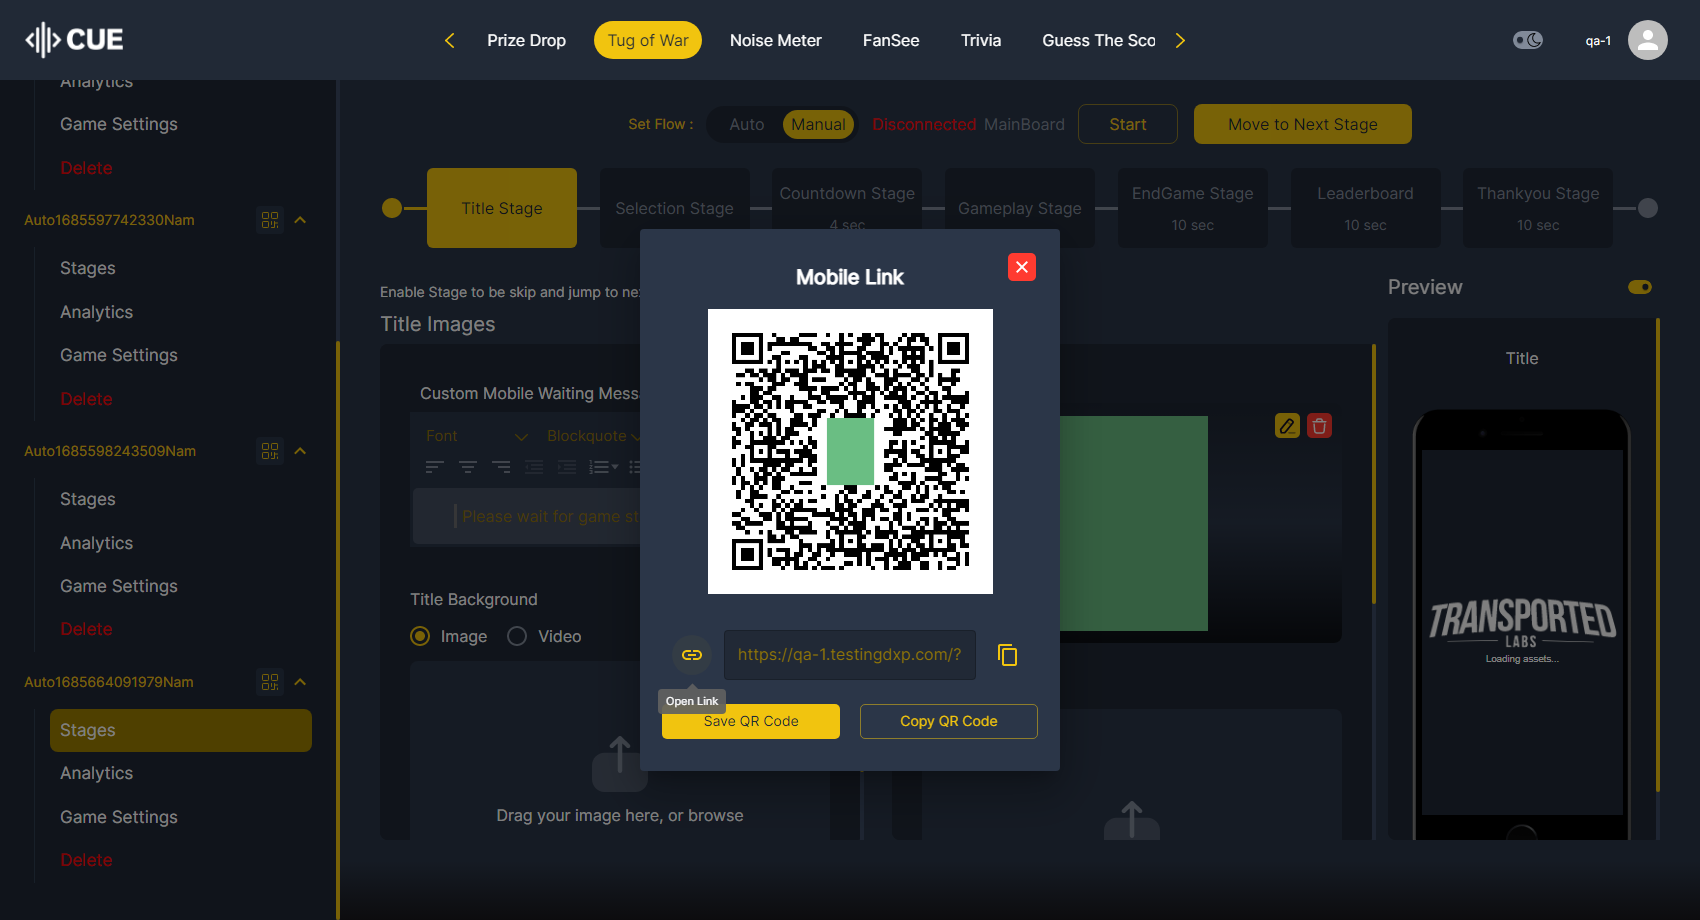 CUE
Prize Drop
Tug of War
Noise Meter
FanSee
Trivia
Guess The Sco
qa-1
Analytics
Game Settings
Delete
Auto1685597742330Nam
Stages
Analytics
Game Settings
Delete
Auto1685598243509Nam
Stages
Analytics
Game Settings
Delete
Auto1685664091979Nam
Stages
Analytics
Game Settings
Delete
Set Flow :
Auto
Manual
Disconnected MainBoard
Start
Move to Next Stage
Title Stage
Selection Stage
Countdown Stage
4 sec
Gameplay Stage
EndGame Stage
10 sec
Leaderboard
10 sec
Thankyou Stage
10 sec
Enable Stage to be skip and jump to ne
Title Images
Custom Mobile Waiting Mess
Font
Blockquote
Please wait for game st
Title Background
Image
Video
Drag your image here, or browse
Mobile Link
https://qa-1.testingdxp.com/?
Open Link
Save QR Code
Copy QR Code
Preview
Title
TRANSPORTED
LABS
Loading assets...